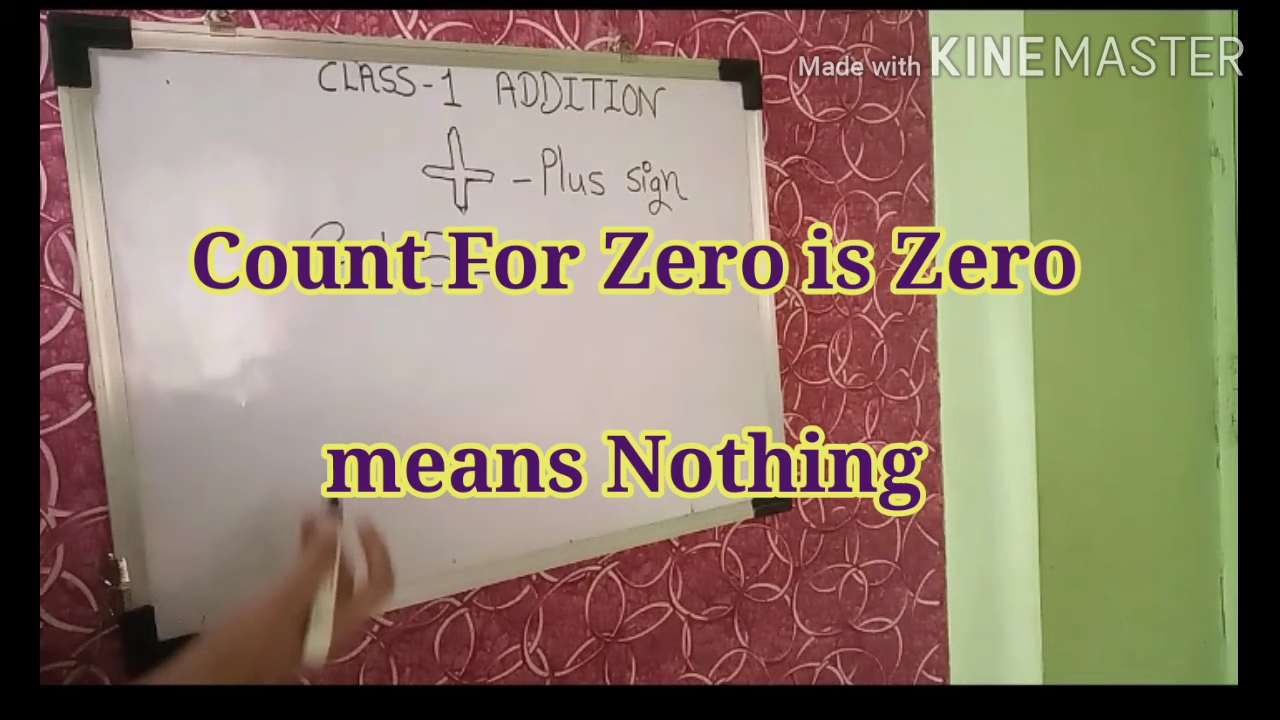 Made with KINEMASTER
CLASS-1 ADDITION
+ - Plus sign
Count For Zero is Zero
means Nothing